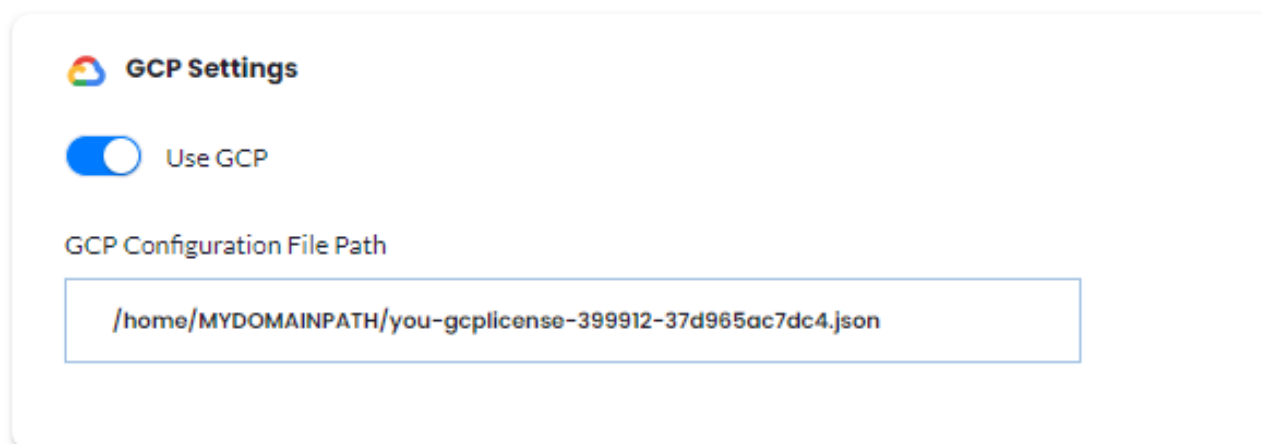 GCP Settings
Use GCP
GCP Configuration File Path
/home/MYDOMAINPATH/you-gcplicense-399912-37d965ac7dc4.json